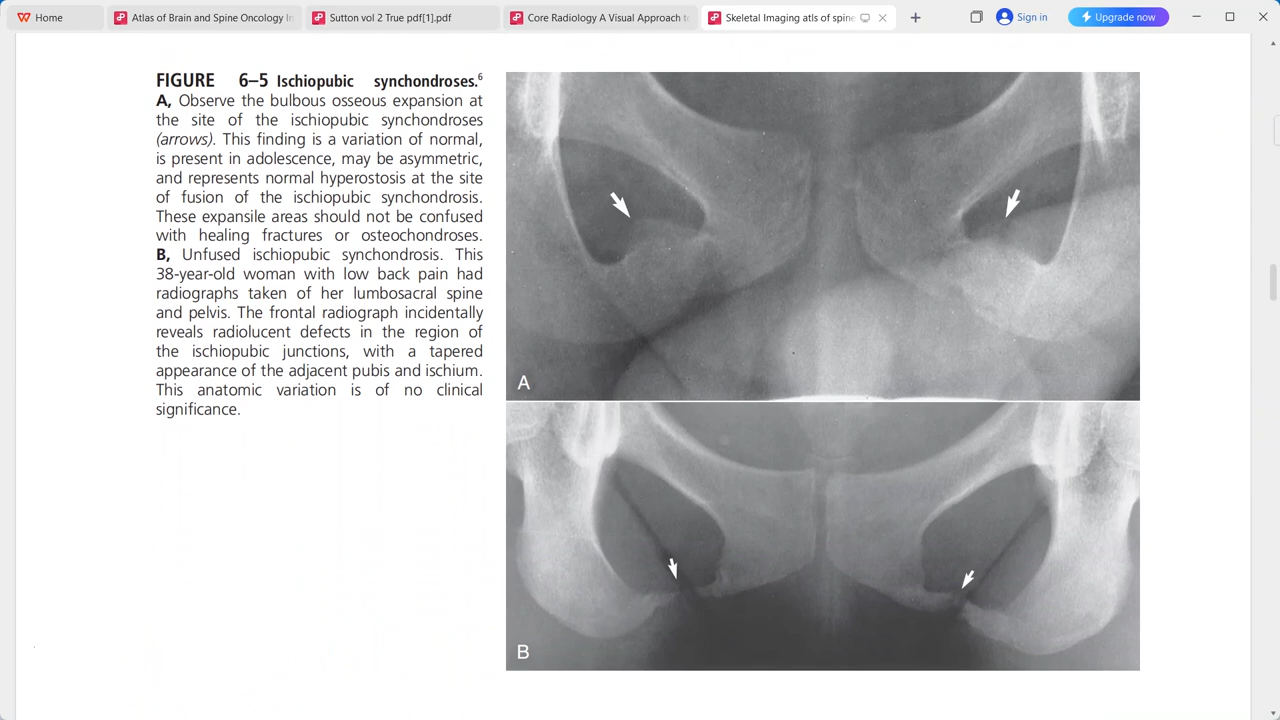 Home
Atlas of Brain and Spine Oncology I
Sutton vol 2 True pdf[1].pdf
Core Radiology A Visual Approach to
Skeletal Imaging atls of spine
Sign in
Upgrade now
FIGURE 6–5 Ischiopubic synchondroses.6
A, Observe the bulbous osseous expansion at
the site of the ischiopubic synchondroses
(arrows). This finding is a variation of normal,
is present in adolescence, may be asymmetric,
and represents normal hyperostosis at the site
of fusion of the ischiopubic synchondrosis.
These expansile areas should not be confused
with healing fractures or osteochondroses.
B, Unfused ischiopubic synchondrosis. This
38-year-old woman with low back pain had
radiographs taken of her lumbosacral spine
and pelvis. The frontal radiograph incidentally
reveals radiolucent defects in the region of
the ischiopubic junctions, with a tapered
appearance of the adjacent pubis and ischium.
This anatomic variation is of no clinical
significance.
A
B